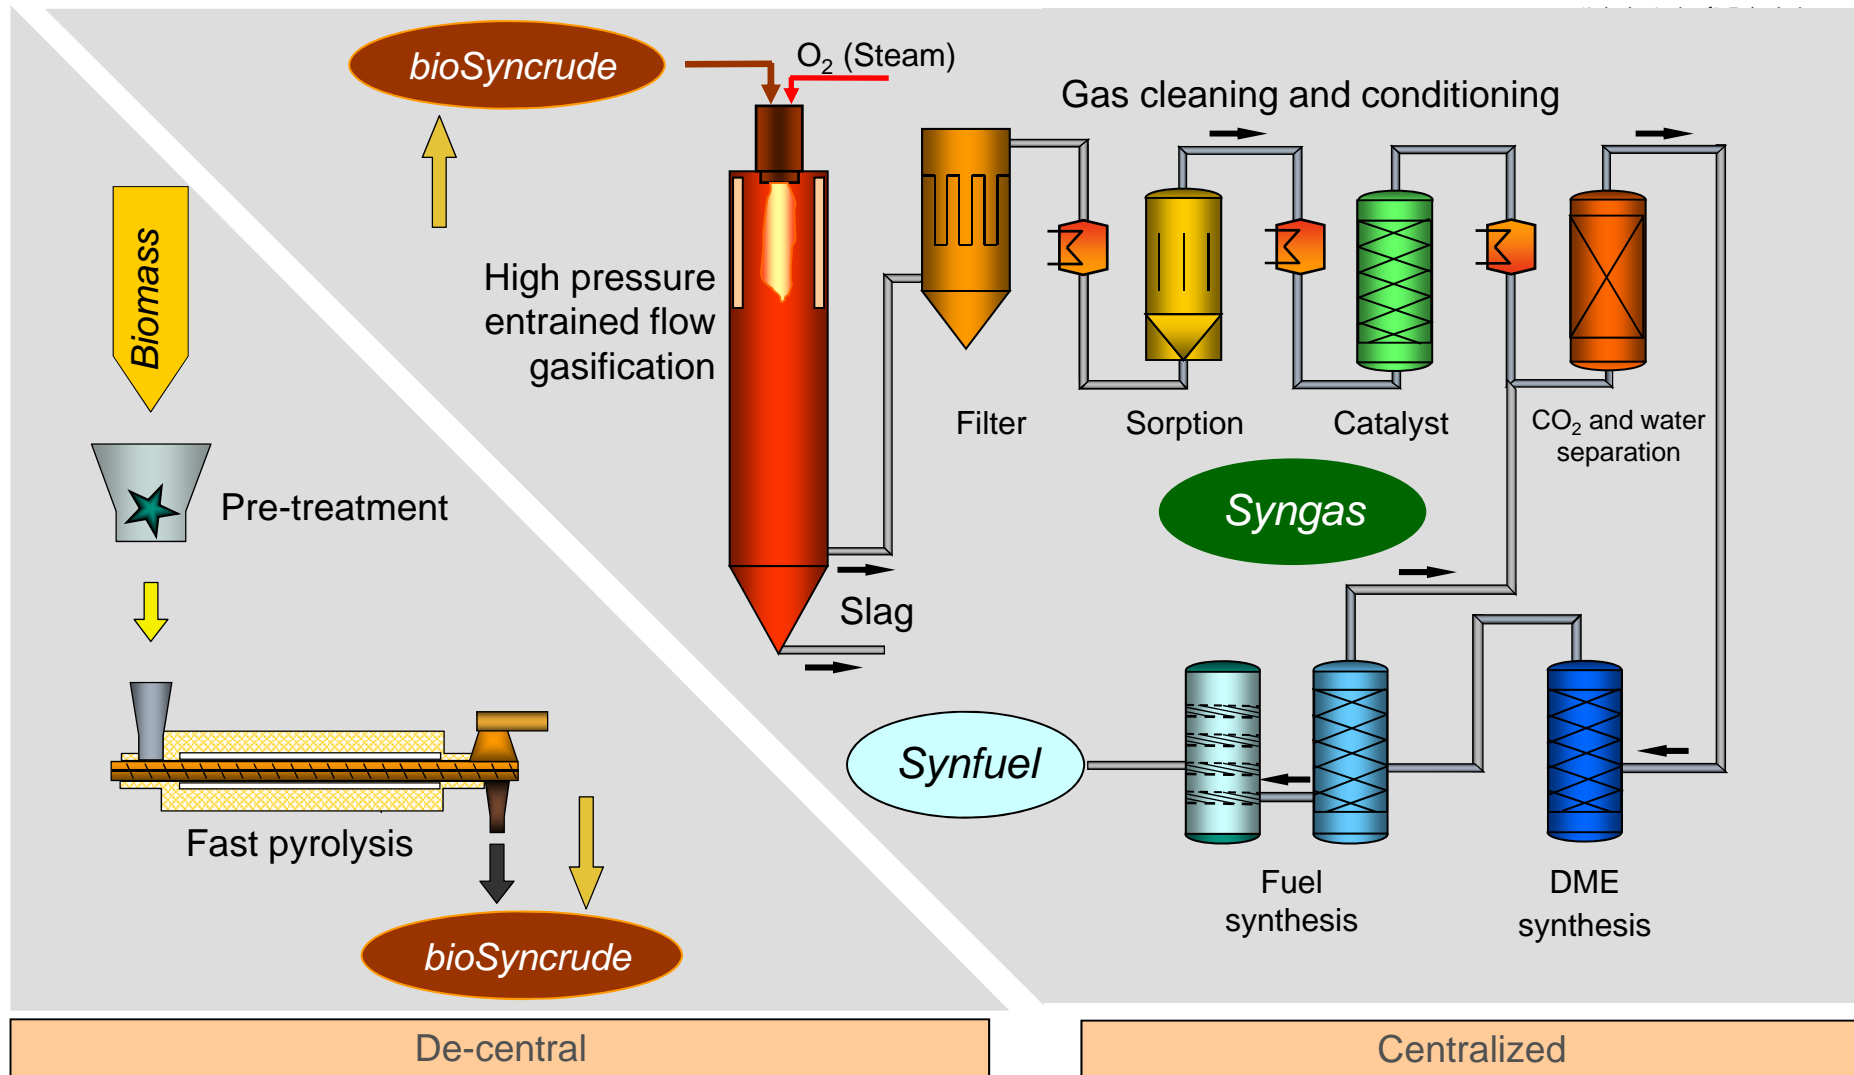 bioSyncrude
O₂ (Steam)
Gas cleaning and conditioning
Biomass
High pressure
entrained flow
gasification
Filter
Sorption
Catalyst
CO₂ and water
separation
Pre-treatment
Syngas
Slag
Synfuel
Fast pyrolysis
Fuel
synthesis
DME
synthesis
bioSyncrude
De-central
Centralized